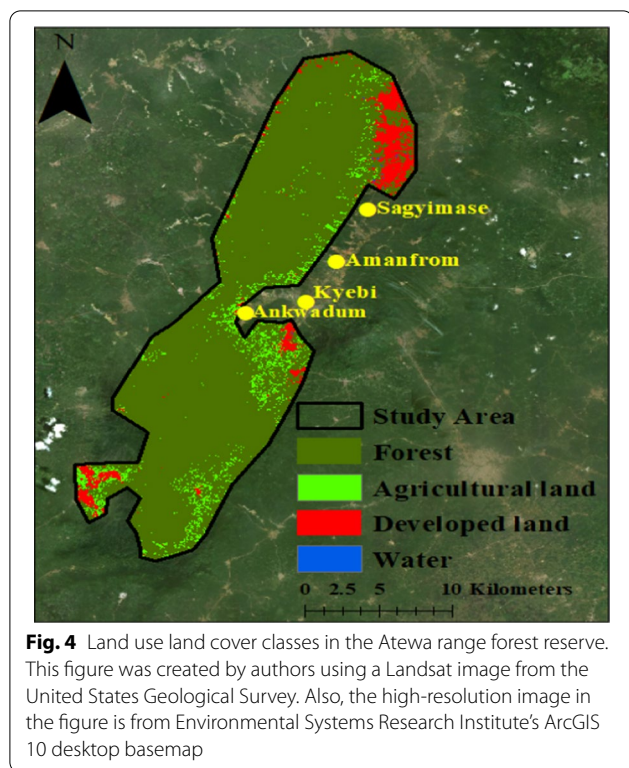 N
Sagyimase
Amanfrom
Kyebi
Ankwadum
Study Area
Forest
Agricultural land
Developed land
Water
0 2.5 5 10 Kilometers
Fig. 4 Land use land cover classes in the Atewa range forest reserve.
This figure was created by authors using a Landsat image from the
United States Geological Survey. Also, the high-resolution image in
the figure is from Environmental Systems Research Institute's ArcGIS
10 desktop basemap